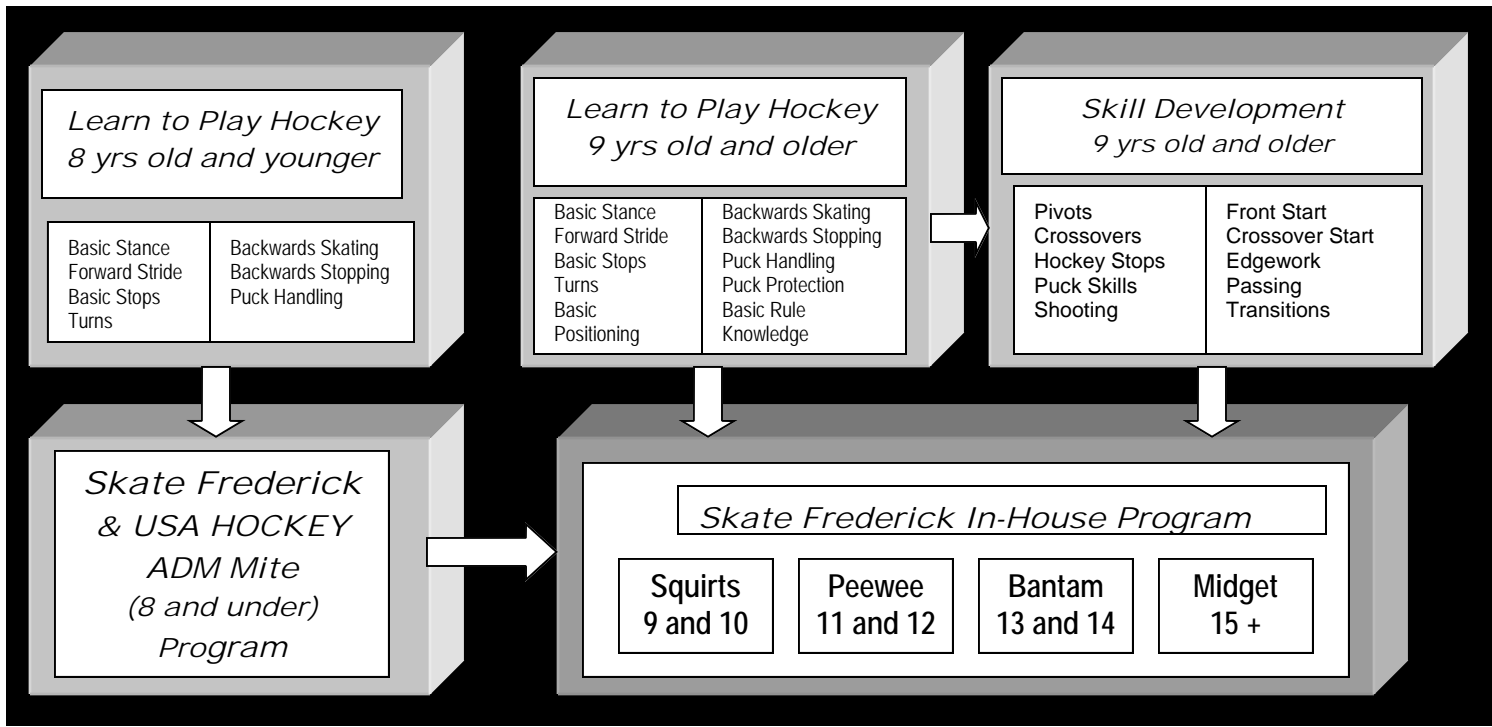 Learn to Play Hockey
8 yrs old and younger
Basic Stance
Forward Stride
Basic Stops
Turns
Backwards Skating
Backwards Stopping
Puck Handling
Learn to Play Hockey
9 yrs old and older
Basic Stance
Forward Stride
Basic Stops
Turns
Basic
Positioning
Backwards Skating
Backwards Stopping
Puck Handling
Puck Protection
Basic Rule
Knowledge
Skill Development
9 yrs old and older
Pivots
Crossovers
Hockey Stops
Puck Skills
Shooting
Front Start
Crossover Start
Edgework
Passing
Transitions
Skate Frederick
& USA HOCKEY
ADM Mite
(8 and under)
Program
Skate Frederick In-House Program
Squirts
9 and 10
Peewee
11 and 12
Bantam
13 and 14
Midget
15 +